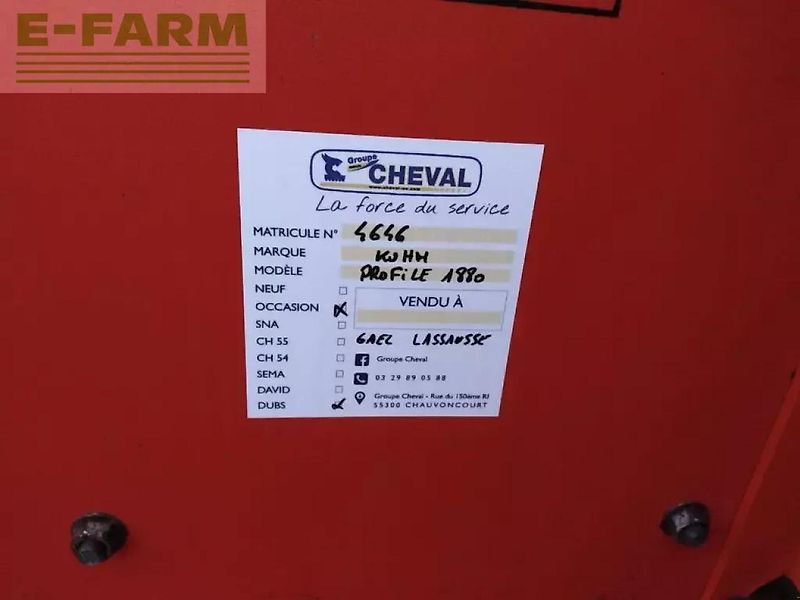 E-FARM
Groupe
CHEVAL
La force du service
MATRICULE N° 4646
MARQUE KUHN
MODÈLE PROFILE 1880
NEUF
OCCASION
VENDU À
SNA
CH 55 GAEL LASSAUSSE
CH 54 Groupe Cheval
SEMA 03 29 89 05 88
DAVID
DUBS
Groupe Cheval - Rue du 150ème RI
55300 CHAUVONCOURT